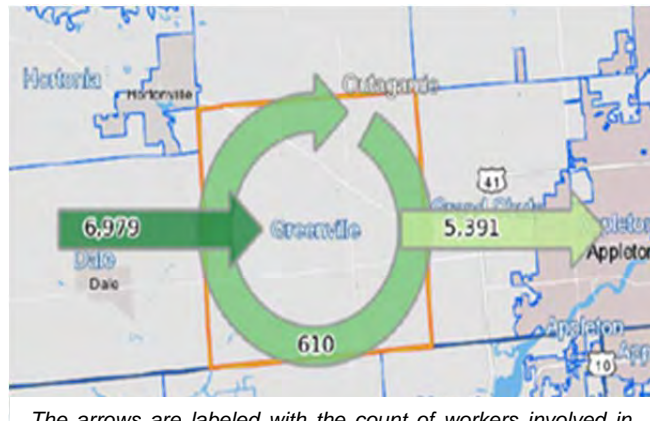 Hortonia
Hortonville
Outagamie
41
6,979
Greenville
5,391
Appleton
Dale
Dale
610
Appleton
10
The arrows are labeled with the count of workers involved in